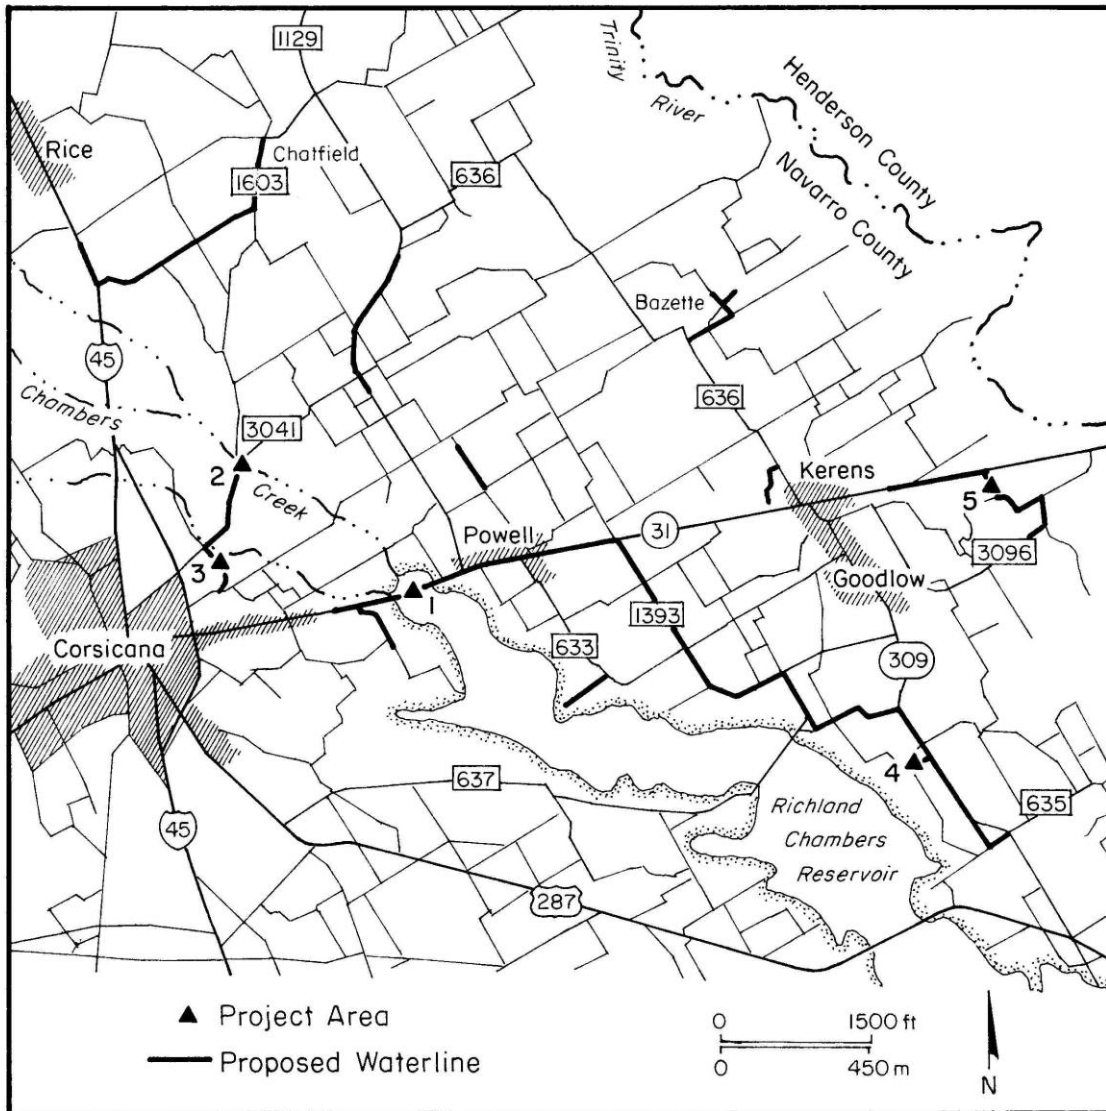 1129
Trinity
River
Henderson County
Navarro County
Rice
Chatfield
1603
636
Bazette
45
Chambers
Creek
3041
2
636
Kerens
5
31
Powell
3
1
3096
Goodlow
1393
Corsicana
633
309
4
637
635
45
Richland
Chambers
Reservoir
287
Project Area
Proposed Waterline
0 1500 ft
0 450 m
N